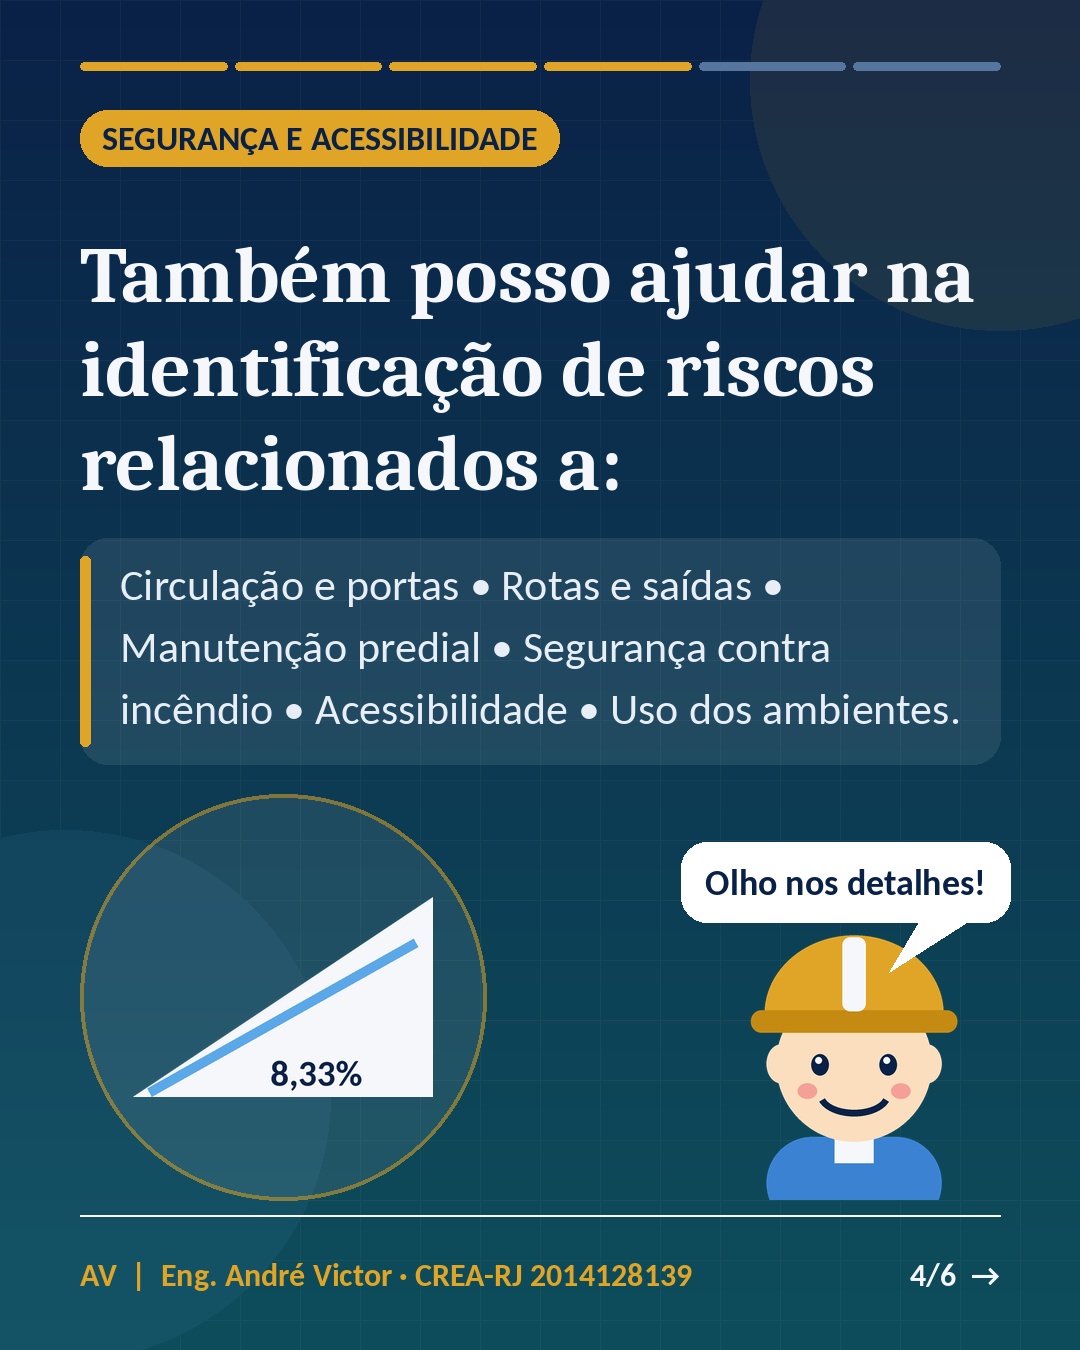 SEGURANÇA E ACESSIBILIDADE
Também posso ajudar na
identificação de riscos
relacionados a:
Circulação e portas • Rotas e saídas •
Manutenção predial • Segurança contra
incêndio • Acessibilidade • Uso dos ambientes.
Olho nos detalhes!
8,33%
AV | Eng. André Victor · CREA-RJ 2014128139
4/6 →